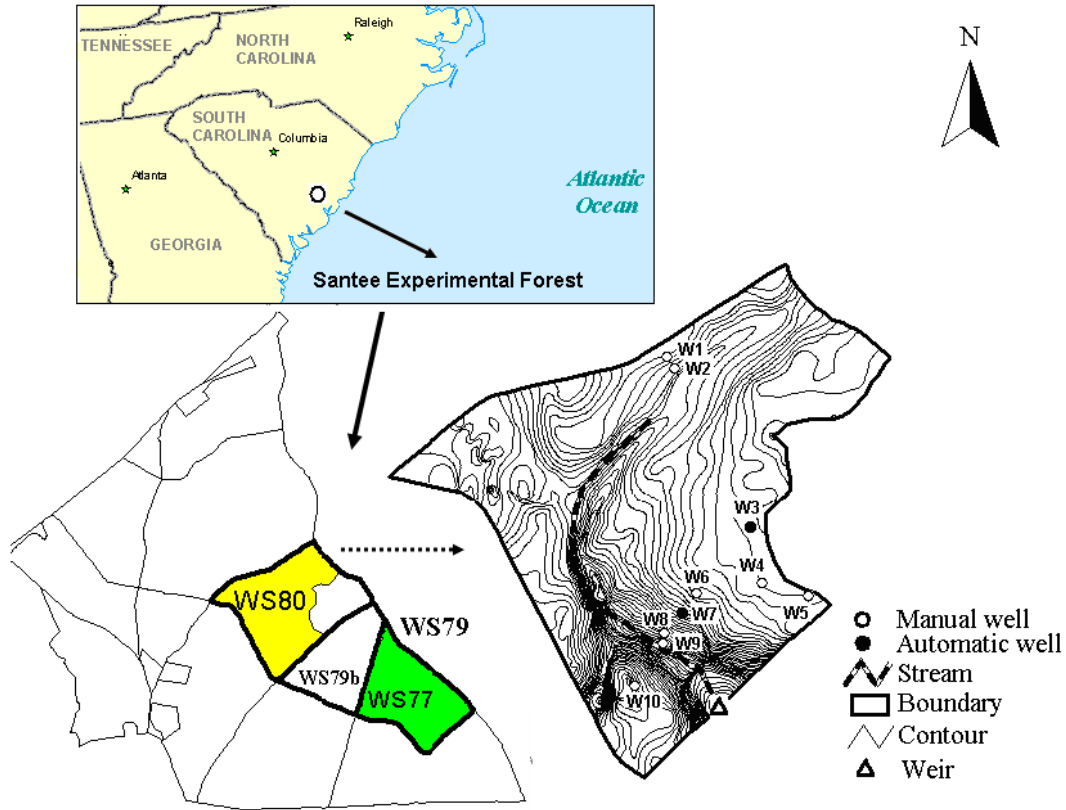 Raleigh
TENNESSEE
NORTH
CAROLINA
SOUTH
CAROLINA
Columbia
Atlanta
GEORGIA
Atlantic
Ocean
Santee Experimental Forest
N
W1
W2
W3
W4
W5
W6
W7
W8
W9
W10
WS80
WS79
WS79b
WS77
Manual well
Automatic well
Stream
Boundary
Contour
Weir